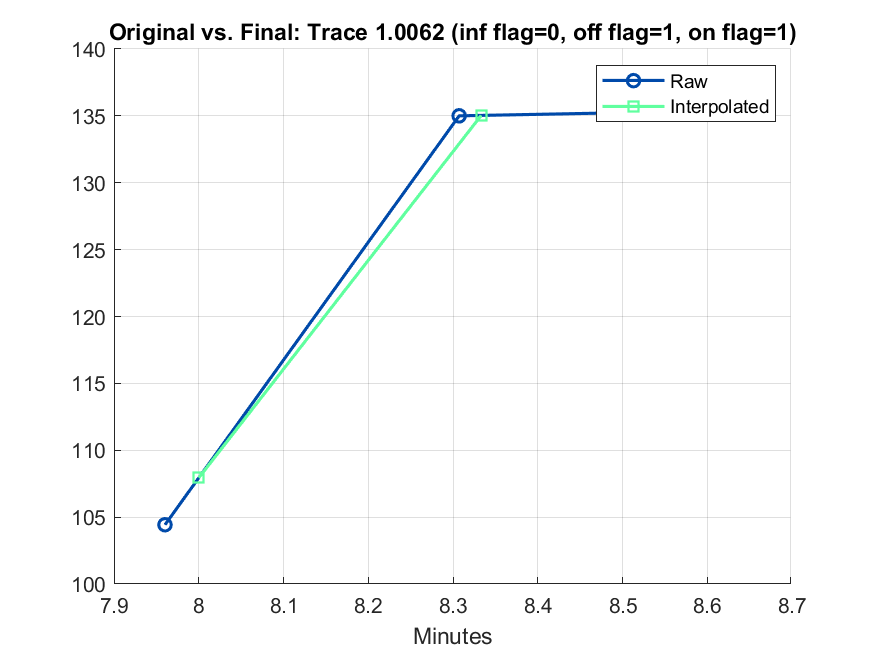 Original vs. Final: Trace 1.0062 (inf flag=0, off flag=1, on flag=1)
140
135
130
125
120
115
110
105
100
Raw
Interpolated
7.9 8 8.1 8.2 8.3 8.4 8.5 8.6 8.7
Minutes